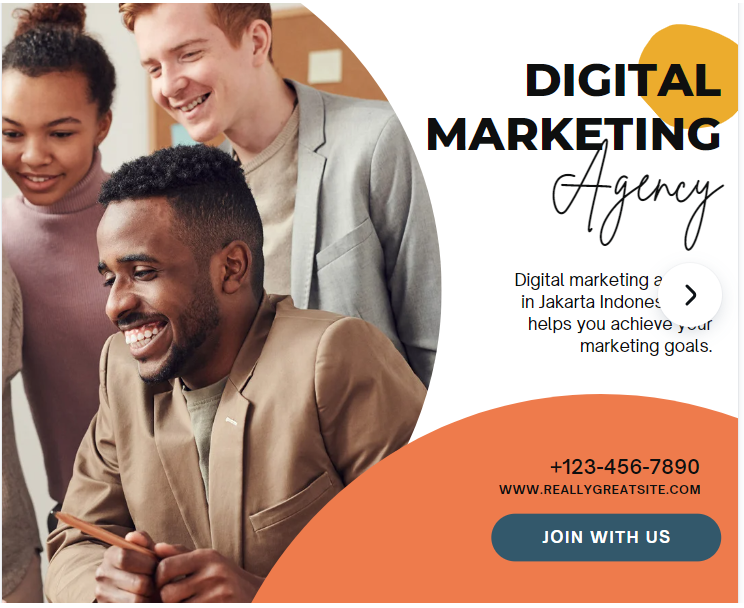 DIGITAL
MARKETING
Agency
Digital marketing a
in Jakarta Indones
helps you achieve your
marketing goals.
+123-456-7890
WWW.REALLYGREATSITE.COM
JOIN WITH US